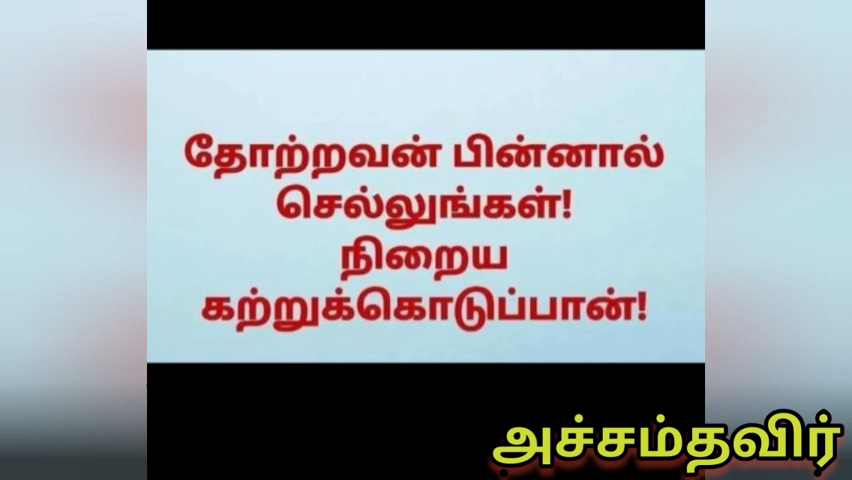 தோற்றவன் பின்னால்
செல்லுங்கள்!
நிறைய
கற்றுக்கொடுப்பான்!
அச்சம்தவிர்